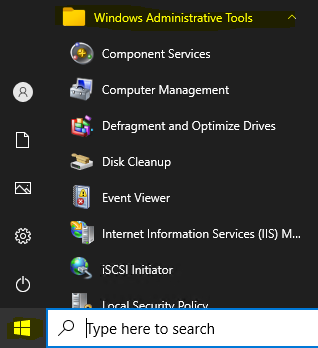 Windows Administrative Tools
Component Services
Computer Management
Defragment and Optimize Drives
Disk Cleanup
Event Viewer
Internet Information Services (IIS) M...
iSCSI Initiator
Local Security Policy
Type here to search